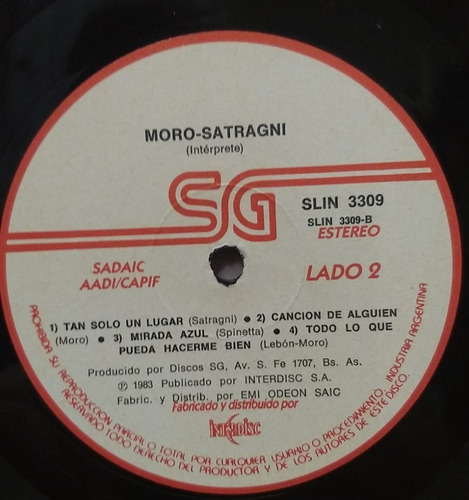 MORO-SATRAGNI
(Intérprete)
SG
SLIN 3309
SLIN 3309-B
ESTEREO
SADAIC
AADI/CAPIF
LADO 2
1) TAN SOLO UN LUGAR (Satragni) ● 2) CANCION DE ALGUIEN
(Moro) ● 3) MIRADA AZUL (Spinetta) ● 4) TODO LO QUE
PUEDA HACERME BIEN (Lebón-Moro)
Producido por Discos SG, Av. S. Fe 1707, Bs. As.
℗ 1983 Publicado por INTERDISC S.A.
Fabric. y Distrib. por EMI ODEON SAIC
Fabricado y distribuido por
INTERDISC
PROHIBIDA SU REPRODUCCION PARCIAL O TOTAL POR CUALQUIER USUARIO O PROCEDIMIENTO. INDUSTRIA ARGENTINA
RESERVADO TODO DERECHO DEL PRODUCTOR Y DE LOS AUTORES DE ESTE DISCO.